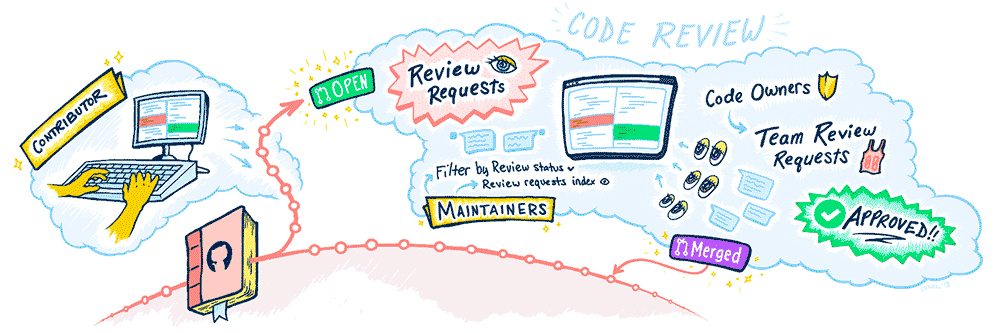 CODE REVIEW
CONTRIBUTOR
OPEN
Review
Requests
Code Owners
Team Review
Requests
Filter by Review status
Review requests index
MAINTAINERS
APPROVED!!
Merged